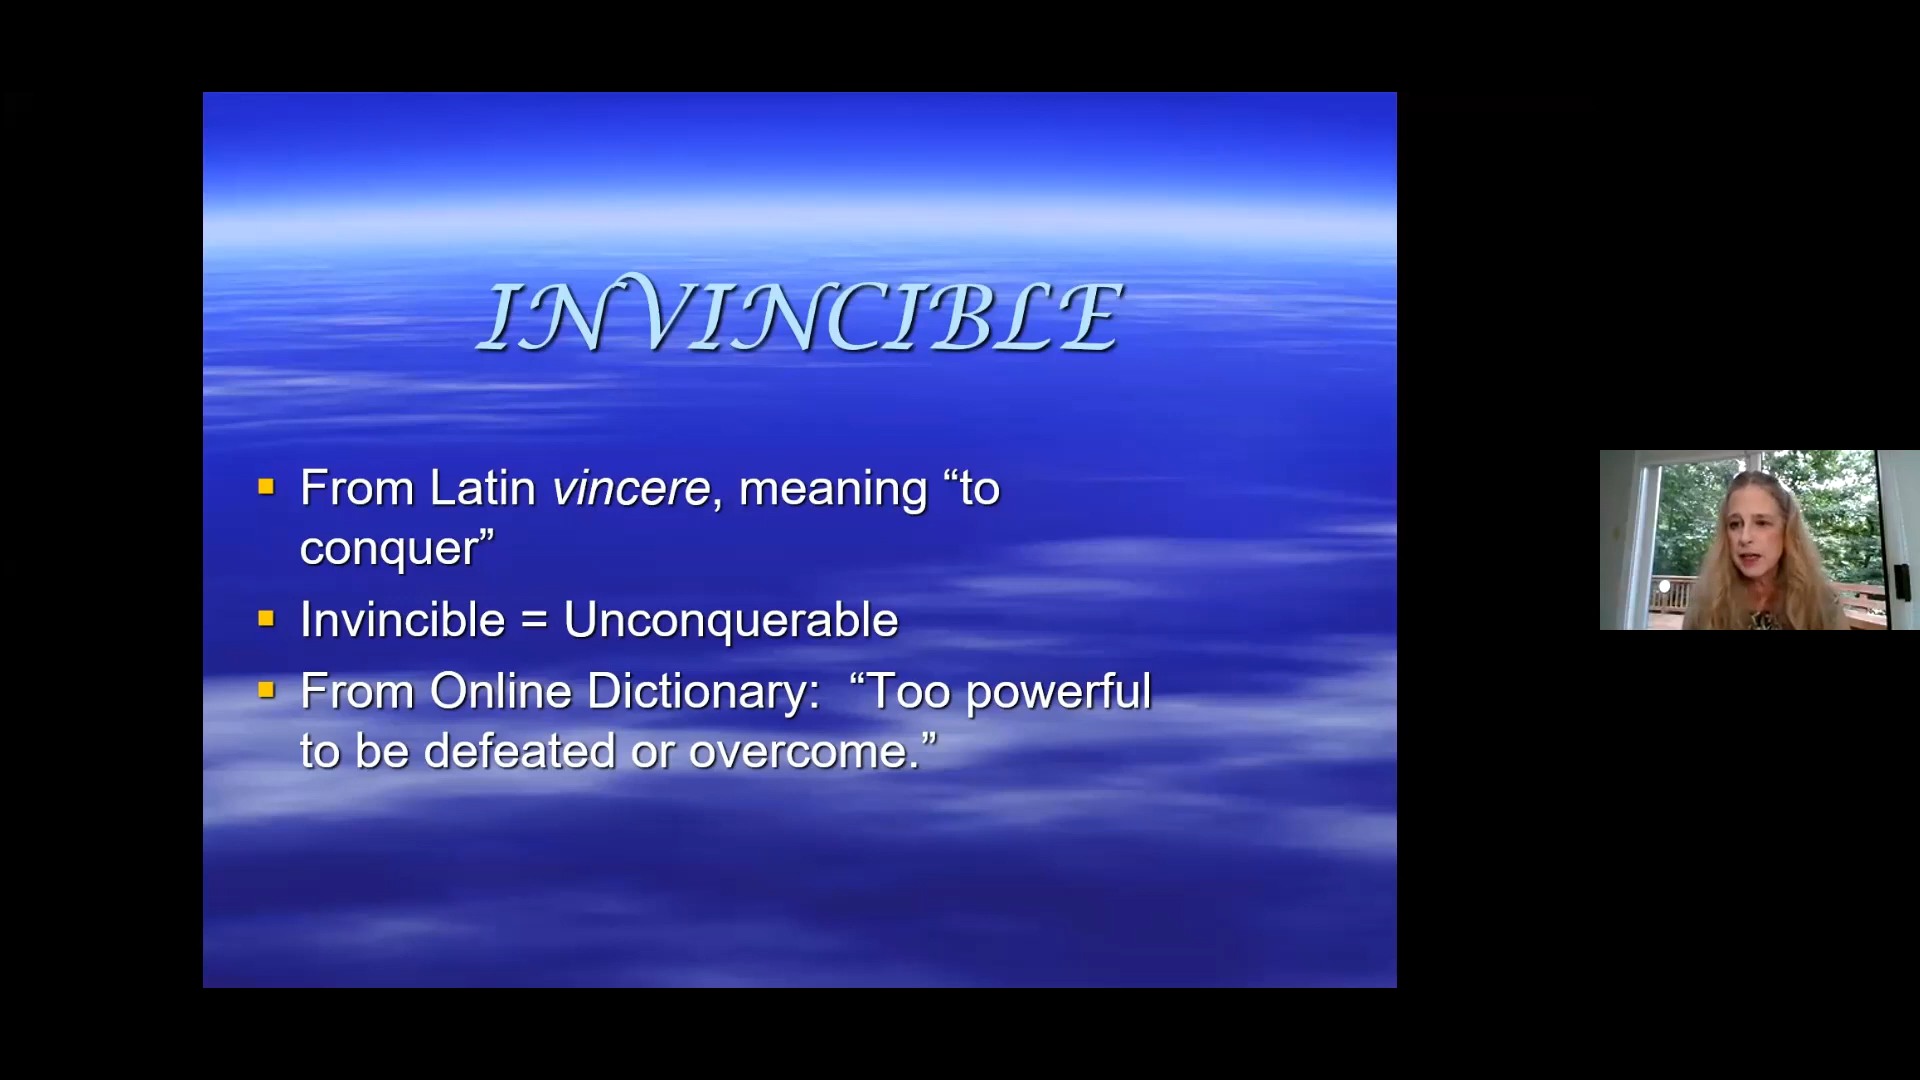 INVINCIBLE
From Latin vincere, meaning “to
conquer”
Invincible = Unconquerable
From Online Dictionary:  “Too powerful
to be defeated or overcome.”